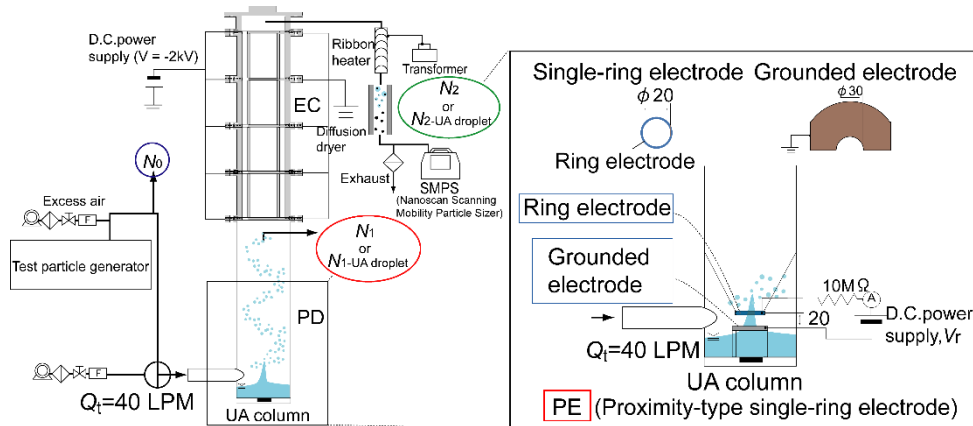 D.C.power
supply (V = -2kV)
Ribbon
heater
Transformer
EC
N2
or
N2-UA droplet
Diffusion
dryer
Exhaust
SMPS
(Nanoscan Scanning
Mobility Particle Sizer)
N0
Excess air
F
Test particle generator
N1
or
N1-UA droplet
PD
F
Qt=40 LPM
UA column
Single-ring electrode
ϕ 20
Ring electrode
Grounded electrode
ϕ30
Ring electrode
Grounded
electrode
10MΩ
A
20
D.C.power
supply,Vr
Qt=40 LPM
UA column
PE (Proximity-type single-ring electrode)